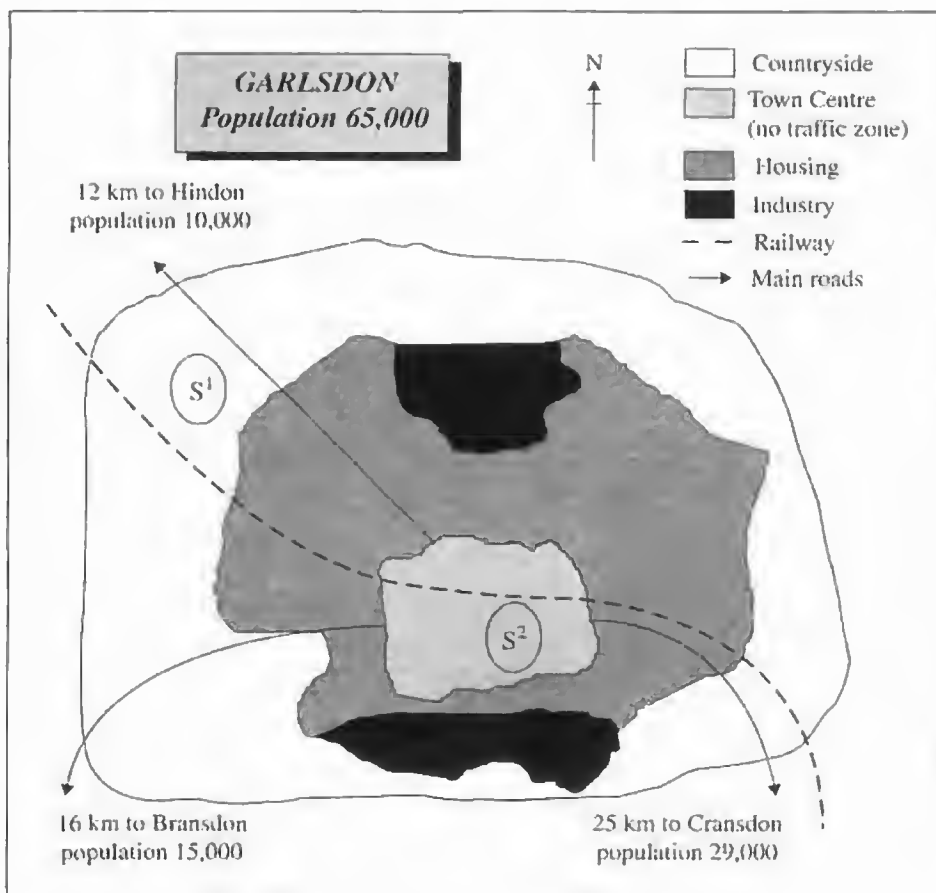 GARLSDON
Population 65,000
N
Countryside
Town Centre
(no traffic zone)
Housing
Industry
Railway
Main roads
12 km to Hindon
population 10,000
S¹
S²
16 km to Bransdon
population 15,000
25 km to Cransdon
population 29,000